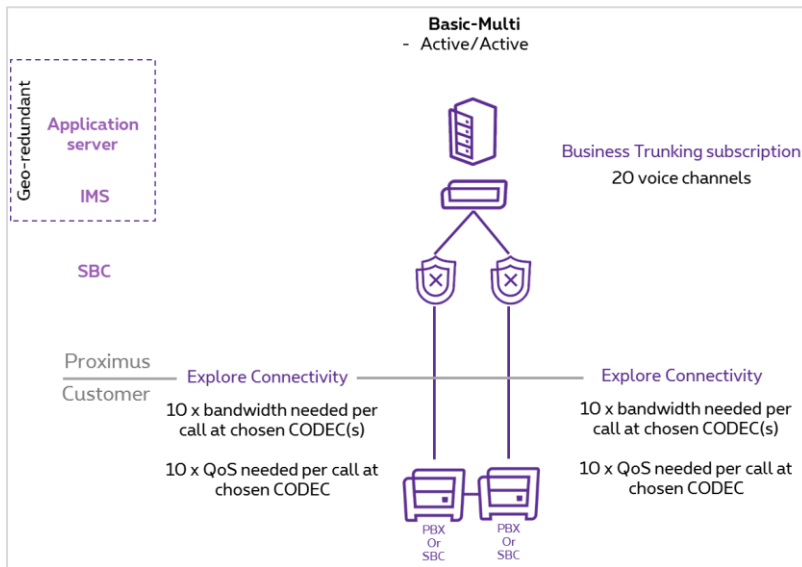 Basic-Multi
- Active/Active
Geo-redundant
Application
server
IMS
SBC
Business Trunking subscription
20 voice channels
Proximus
Customer
Explore Connectivity
10 x bandwidth needed per
call at chosen CODEC(s)
10 x QoS needed per call at
chosen CODEC
Explore Connectivity
10 x bandwidth needed per
call at chosen CODEC(s)
10 x QoS needed per call at
chosen CODEC
PBX
Or
SBC
PBX
Or
SBC